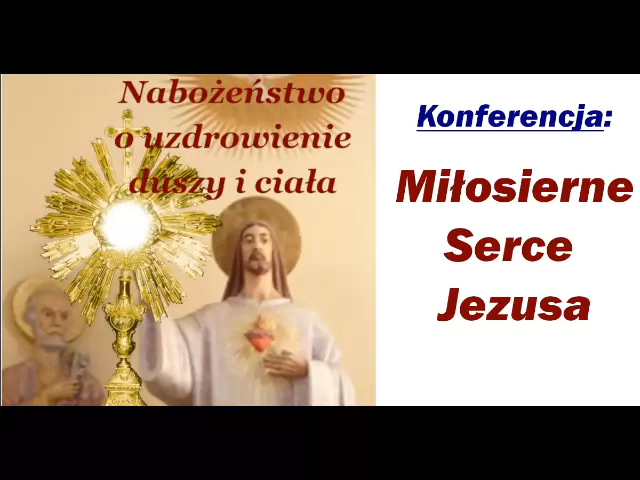 Nabożeństwo
o uzdrowienie
duszy i ciała
Konferencja:
Miłosierne
Serce
Jezusa